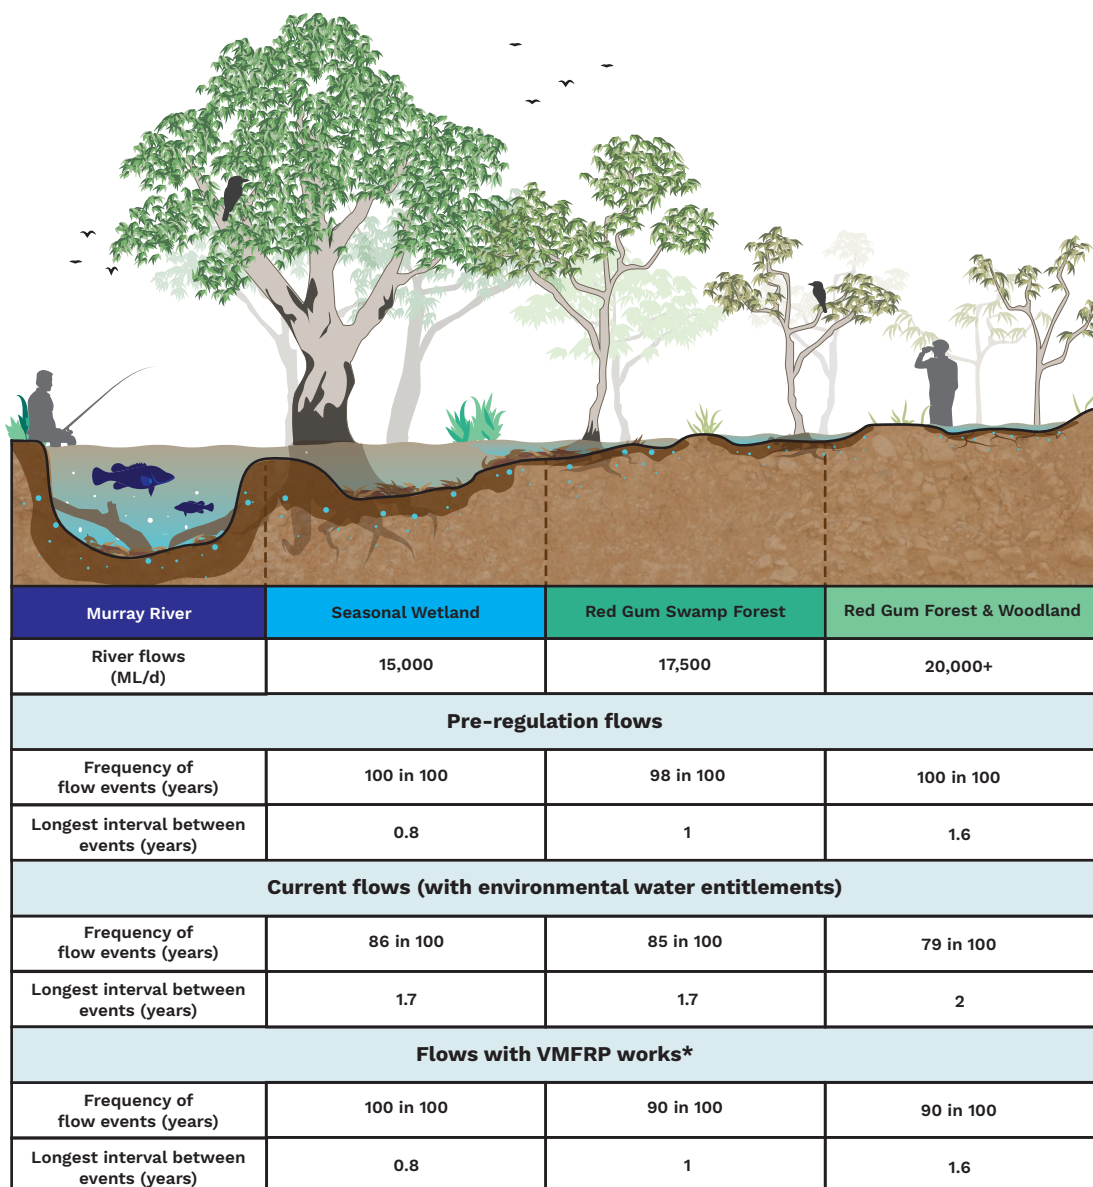 Murray River
Seasonal Wetland
Red Gum Swamp Forest
Red Gum Forest & Woodland
River flows
(ML/d)
15,000
17,500
20,000+
Pre-regulation flows
Frequency of
flow events (years)
100 in 100
98 in 100
100 in 100
Longest interval between
events (years)
0.8
1
1.6
Current flows (with environmental water entitlements)
Frequency of
flow events (years)
86 in 100
85 in 100
79 in 100
Longest interval between
events (years)
1.7
1.7
2
Flows with VMFRP works*
Frequency of
flow events (years)
100 in 100
90 in 100
90 in 100
Longest interval between
events (years)
0.8
1
1.6